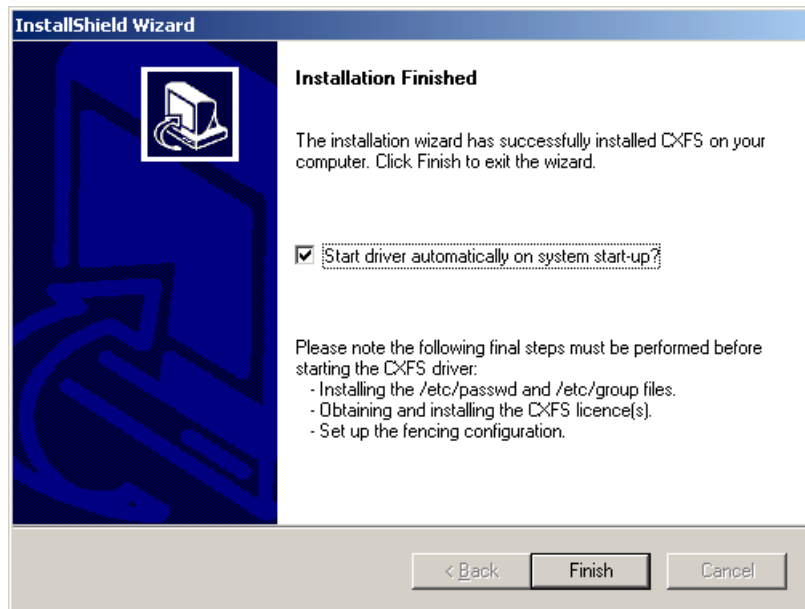 InstallShield Wizard
Installation Finished
The installation wizard has successfully installed CXFS on your
computer. Click Finish to exit the wizard.
Start driver automatically on system start-up?
Please note the following final steps must be performed before
starting the CXFS driver:
- Installing the /etc/passwd and /etc/group files.
- Obtaining and installing the CXFS licence(s).
- Set up the fencing configuration.
< Back
Finish
Cancel